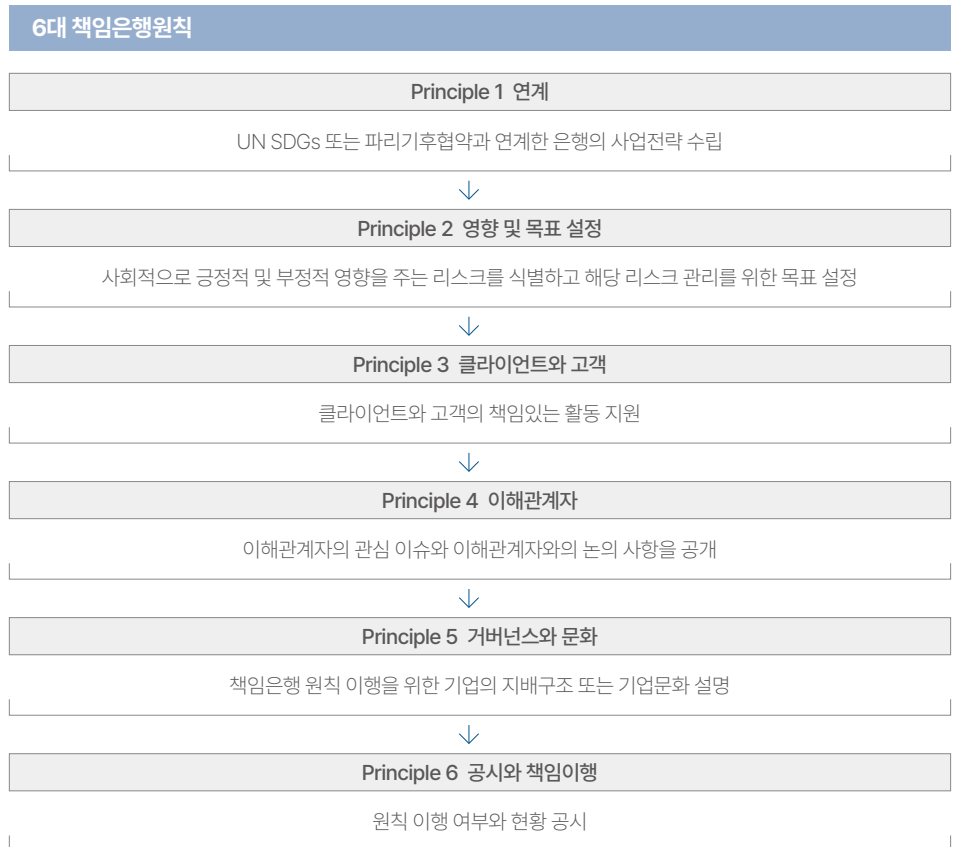 6대 책임은행원칙
Principle 1 연계
UN SDGs 또는 파리기후협약과 연계한 은행의 사업전략 수립
Principle 2 영향 및 목표 설정
사회적으로 긍정적 및 부정적 영향을 주는 리스크를 식별하고 해당 리스크 관리를 위한 목표 설정
Principle 3 클라이언트와 고객
클라이언트와 고객의 책임있는 활동 지원
Principle 4 이해관계자
이해관계자의 관심 이슈와 이해관계자와의 논의 사항을 공개
Principle 5 거버넌스와 문화
책임은행 원칙 이행을 위한 기업의 지배구조 또는 기업문화 설명
Principle 6 공시와 책임이행
원칙 이행 여부와 현황 공시